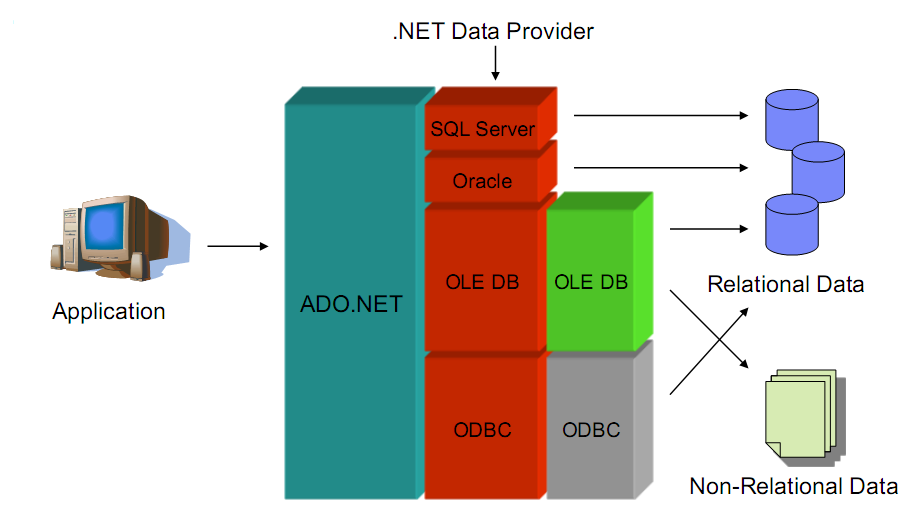 .NET Data Provider
SQL Server
Oracle
OLE DB
OLE DB
Relational Data
ADO.NET
Application
ODBC
ODBC
Non-Relational Data